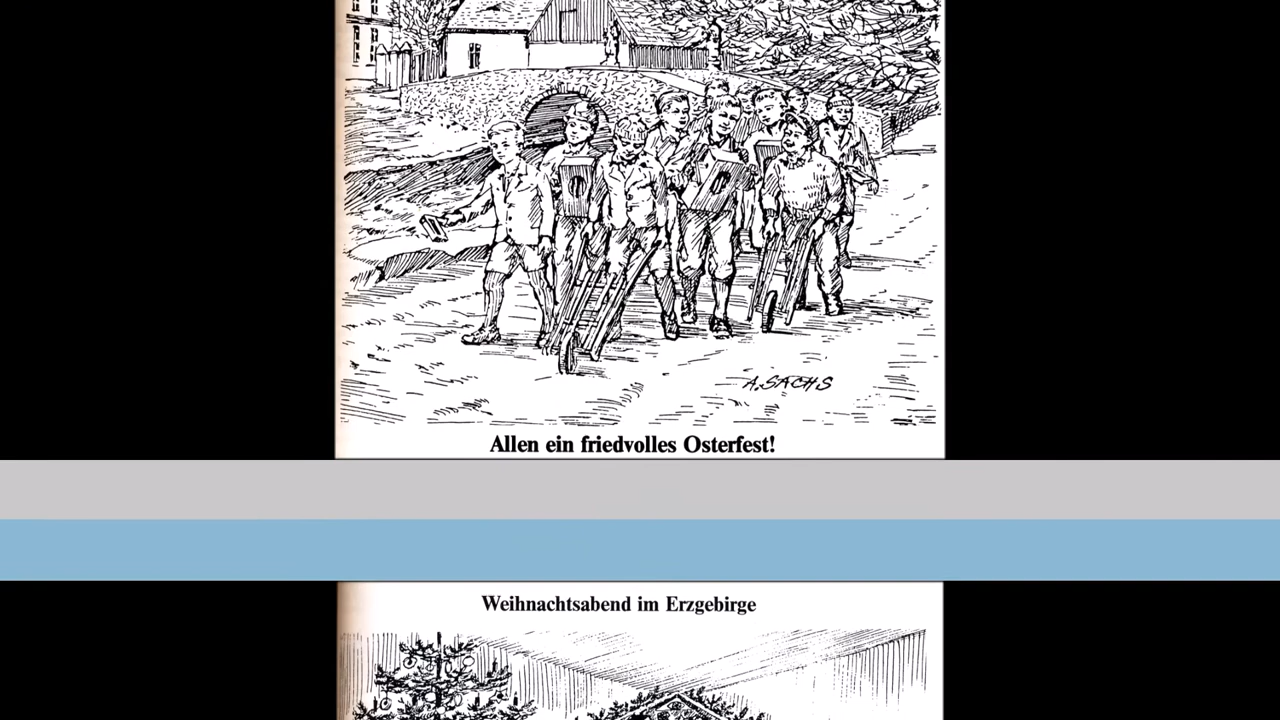 A. SACHS
Allen ein friedvolles Osterfest!
Weihnachtsabend im Erzgebirge